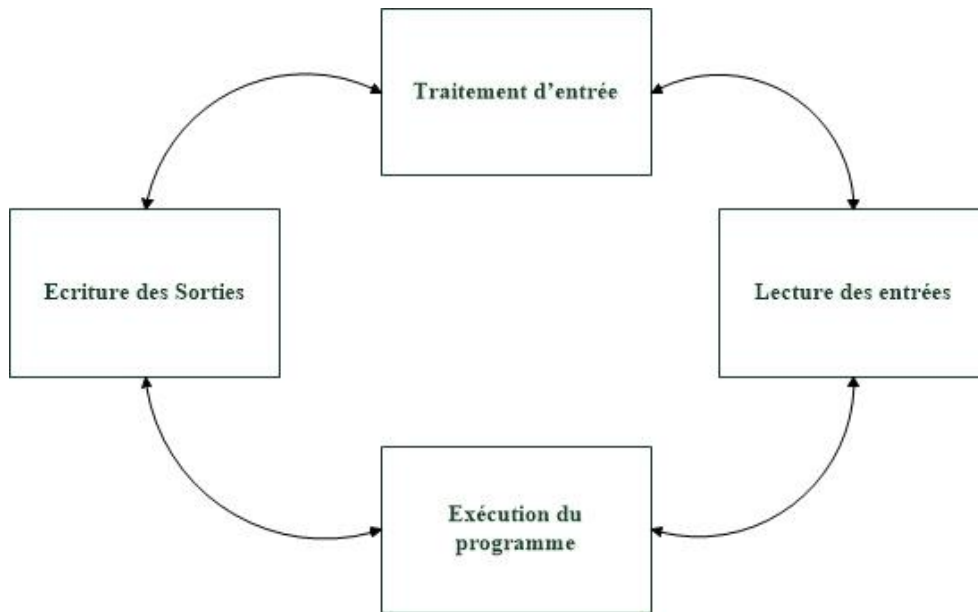 Traitement d’entrée
Ecriture des Sorties
Lecture des entrées
Exécution du
programme